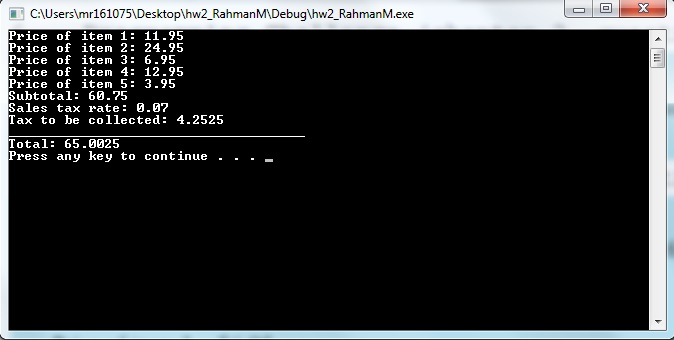 C:\Users\mr161075\Desktop\hw2_RahmanM\Debug\hw2_RahmanM.exe
Price of item 1: 11.95
Price of item 2: 24.95
Price of item 3: 6.95
Price of item 4: 12.95
Price of item 5: 3.95
Subtotal: 60.75
Sales tax rate: 0.07
Tax to be collected: 4.2525
_____________________________________
Total: 65.0025
Press any key to continue . . . _